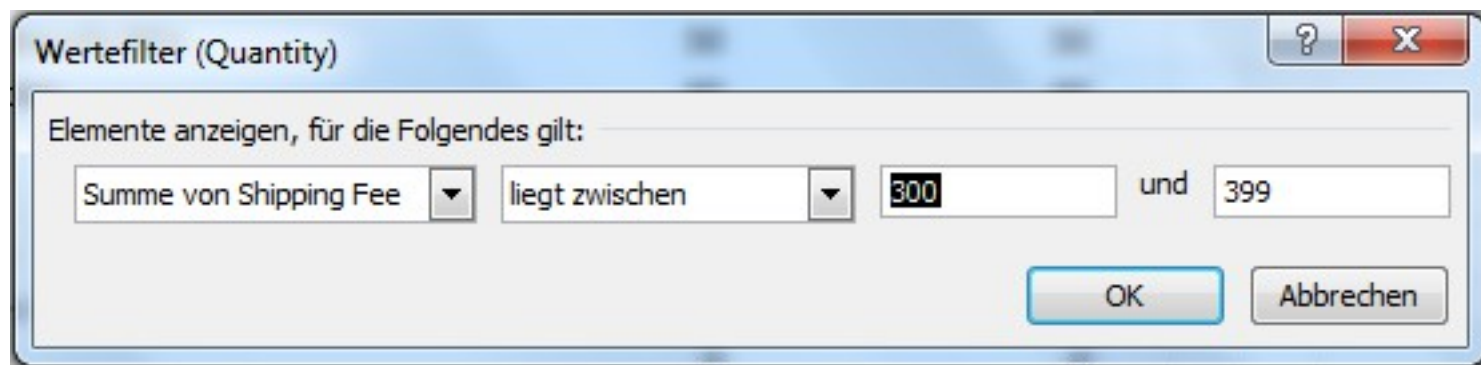 Wertefilter (Quantity)
Elemente anzeigen, für die Folgendes gilt:
Summe von Shipping Fee liegt zwischen 300 und 399
OK Abbrechen